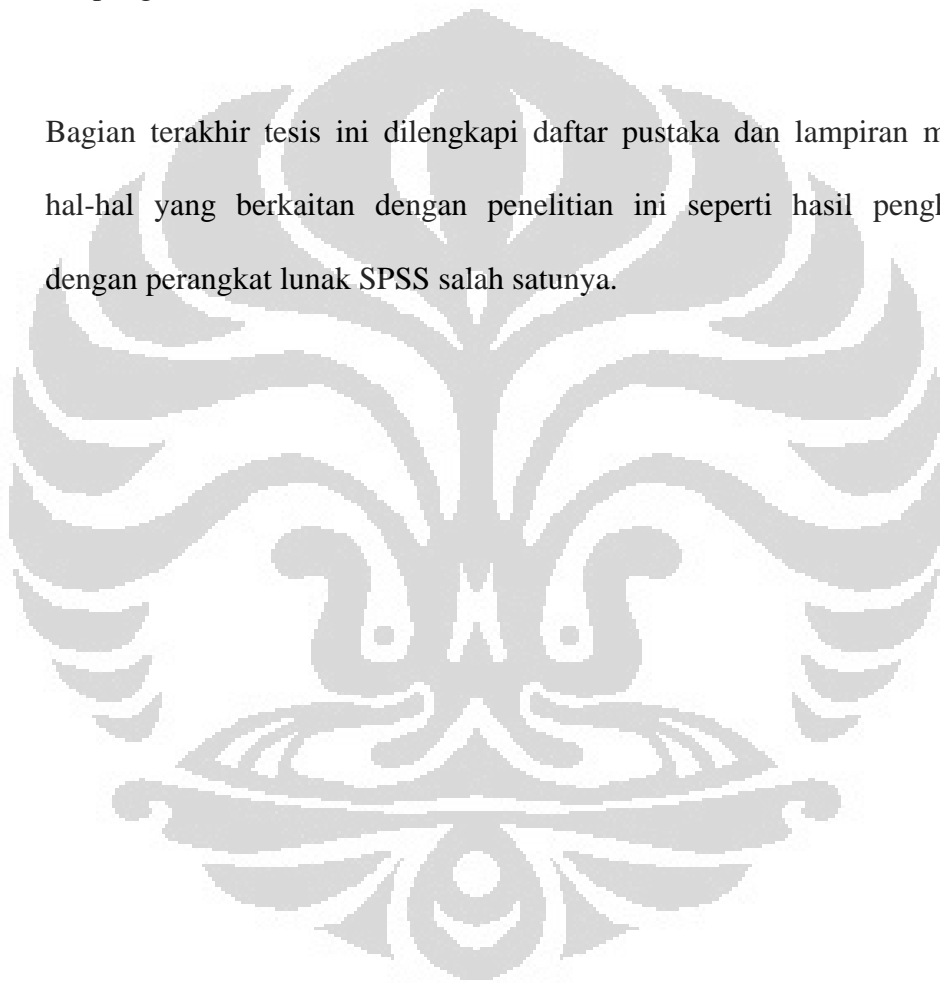 Bagian terakhir tesis ini dilengkapi daftar pustaka dan lampiran
hal-hal yang berkaitan dengan penelitian ini seperti hasil
dengan perangkat lunak SPSS salah satunya.